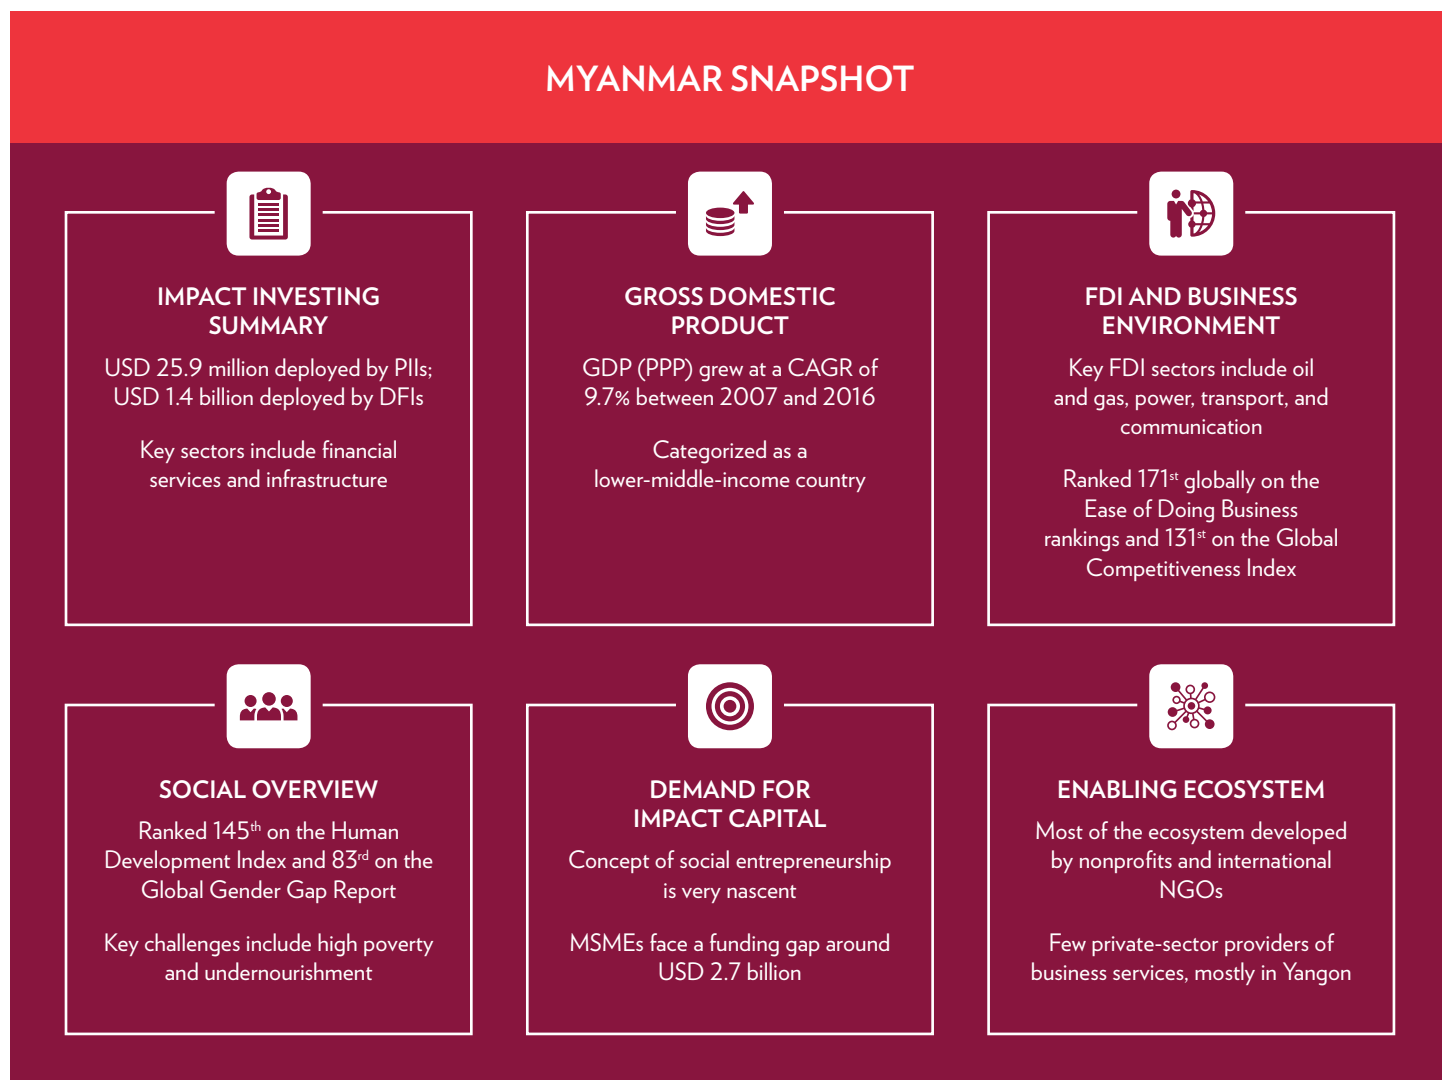 MYANMAR SNAPSHOT
IMPACT INVESTING
SUMMARY
USD 25.9 million deployed by PIIs;
USD 1.4 billion deployed by DFIs
Key sectors include financial
services and infrastructure
GROSS DOMESTIC
PRODUCT
GDP (PPP) grew at a CAGR of
9.7% between 2007 and 2016
Categorized as a
lower-middle-income country
FDI AND BUSINESS
ENVIRONMENT
Key FDI sectors include oil
and gas, power, transport, and
communication
Ranked 171st globally on the
Ease of Doing Business
rankings and 131st on the Global
Competitiveness Index
SOCIAL OVERVIEW
Ranked 145th on the Human
Development Index and 83rd on the
Global Gender Gap Report
Key challenges include high poverty
and undernourishment
DEMAND FOR
IMPACT CAPITAL
Concept of social entrepreneurship
is very nascent
MSMEs face a funding gap around
USD 2.7 billion
ENABLING ECOSYSTEM
Most of the ecosystem developed
by nonprofits and international
NGOs
Few private-sector providers of
business services, mostly in Yangon